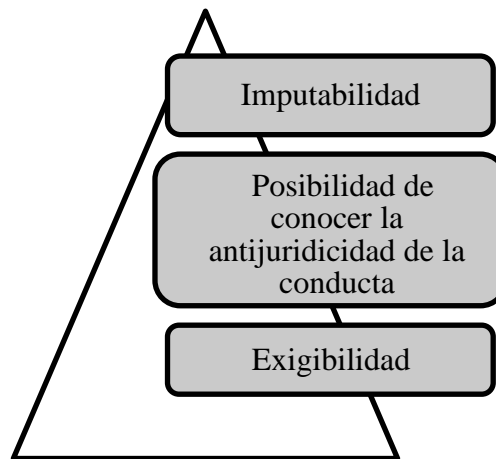 Imputabilidad
Posibilidad de
conocer la
antijuridicidad de la
conducta
Exigibilidad